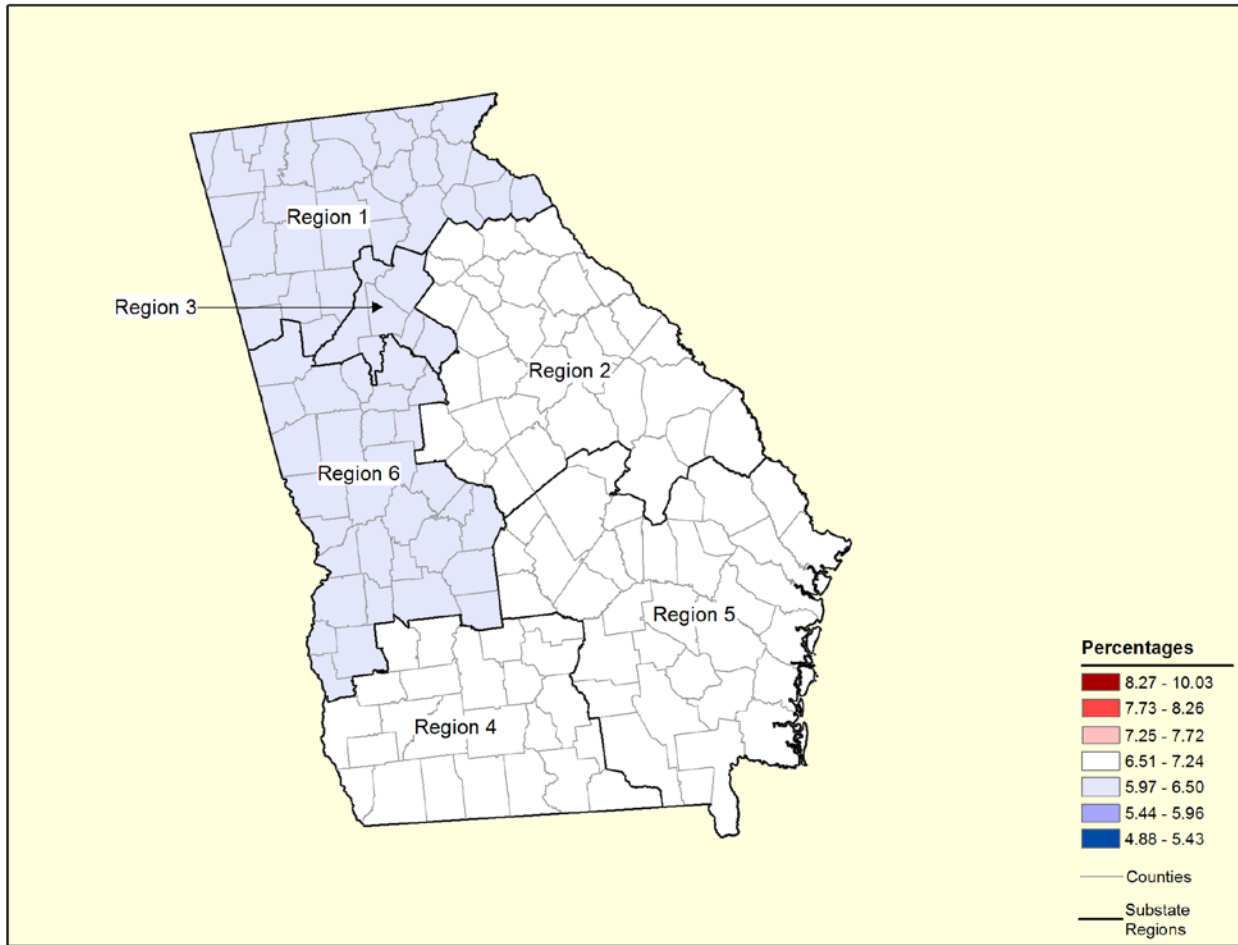 Region 1
Region 3
Region 2
Region 6
Region 5
Region 4
Percentages
8.27 - 10.03
7.73 - 8.26
7.25 - 7.72
6.51 - 7.24
5.97 - 6.50
5.44 - 5.96
4.88 - 5.43
Counties
Substate
Regions